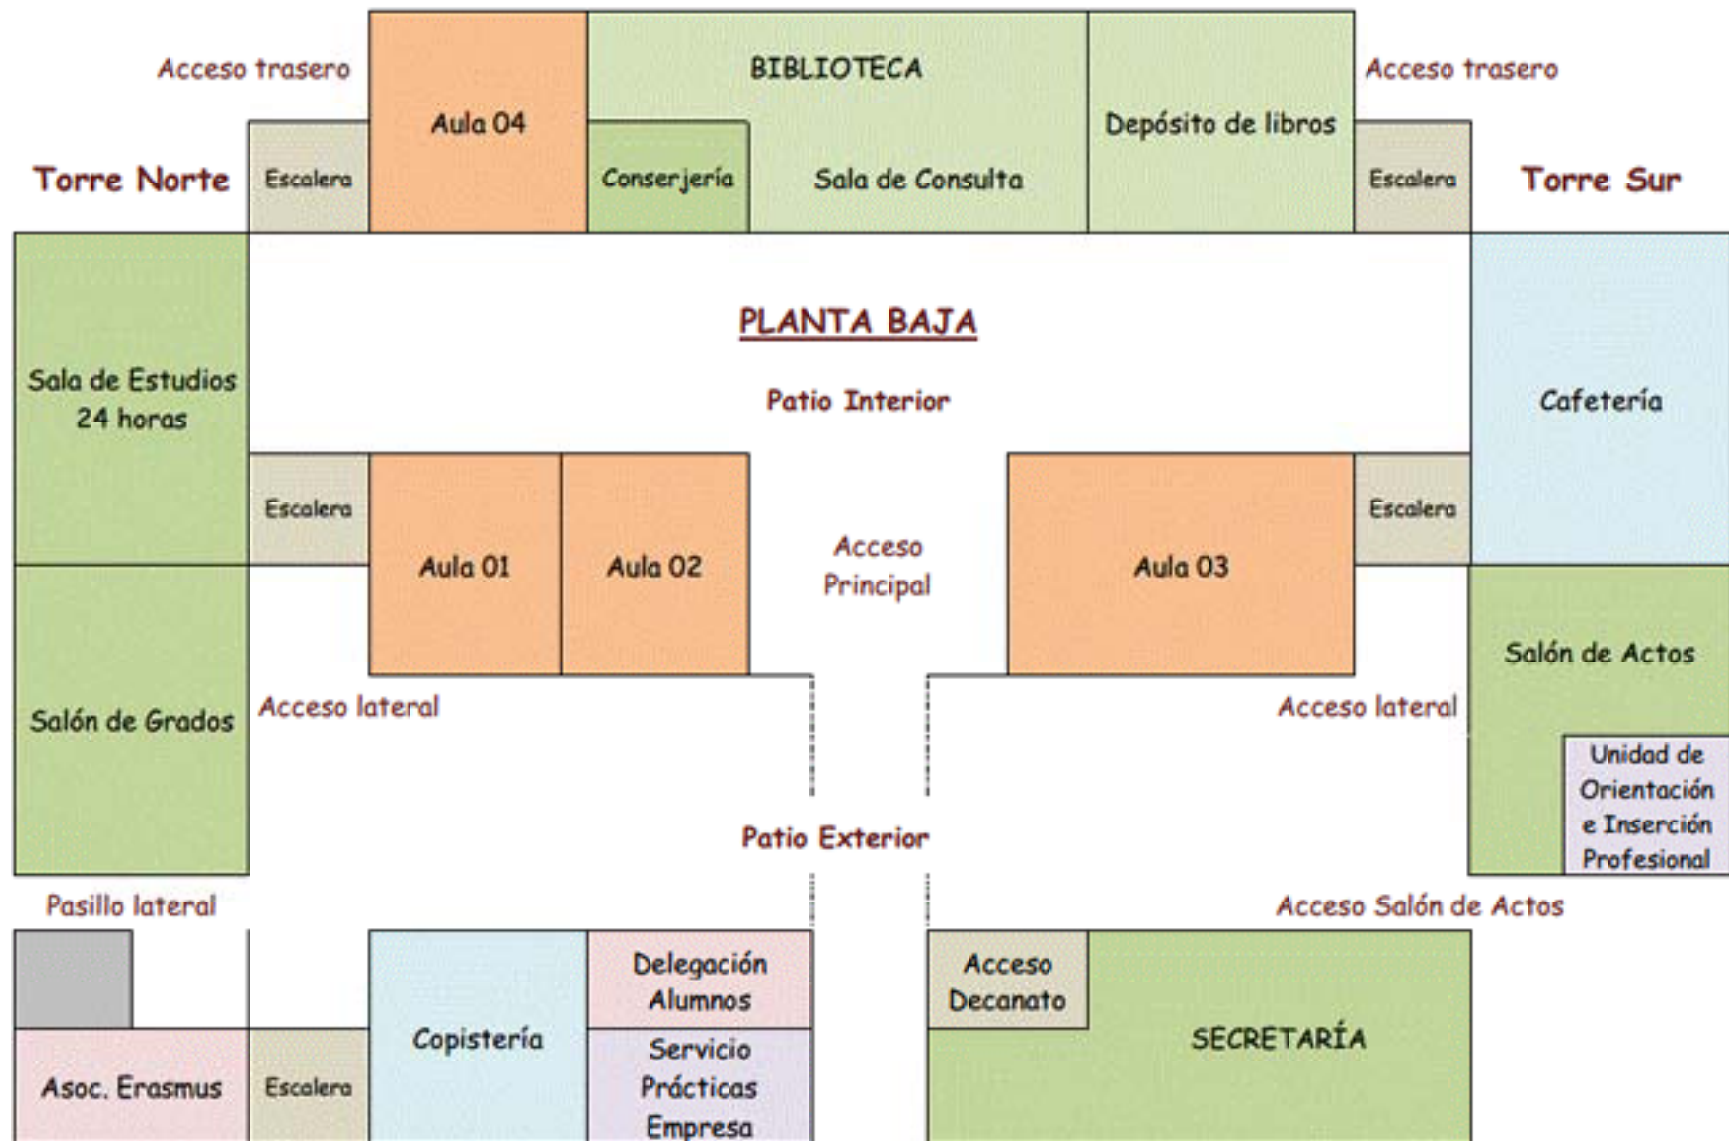 Acceso trasero
BIBLIOTECA
Acceso trasero
Aula 04
Depósito de libros
Torre Norte
Escalera
Conserjería
Sala de Consulta
Escalera
Torre Sur
PLANTA BAJA
Sala de Estudios
24 horas
Patio Interior
Cafetería
Escalera
Aula 01
Aula 02
Acceso
Principal
Aula 03
Escalera
Salón de Actos
Salón de Grados
Acceso lateral
Acceso lateral
Unidad de
Orientación
e Inserción
Profesional
Patio Exterior
Pasillo lateral
Acceso Salón de Actos
Delegación
Alumnos
Acceso
Decanato
Copistería
SECRETARÍA
Asoc. Erasmus
Escalera
Servicio
Prácticas
Empresa